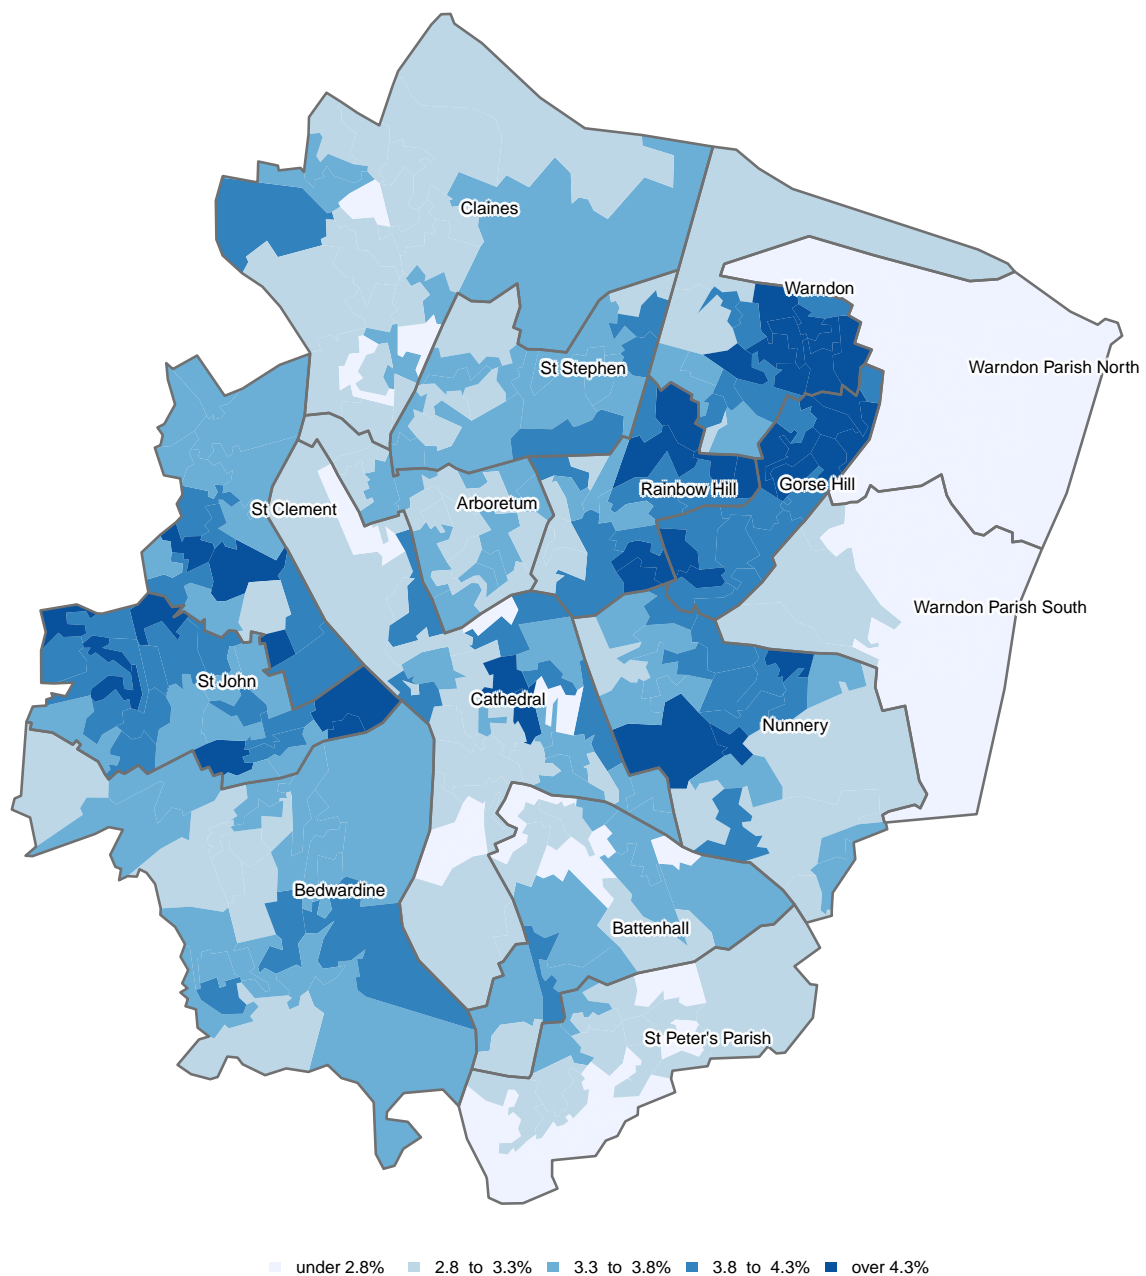 Claines
Warndon
St Stephen
Warndon Parish North
Rainbow Hill
Gorse Hill
Arboretum
St Clement
Warndon Parish South
St John
Cathedral
Nunnery
Bedwardine
Battenhall
St Peter's Parish
under 2.8% 2.8 to 3.3% 3.3 to 3.8% 3.8 to 4.3% over 4.3%